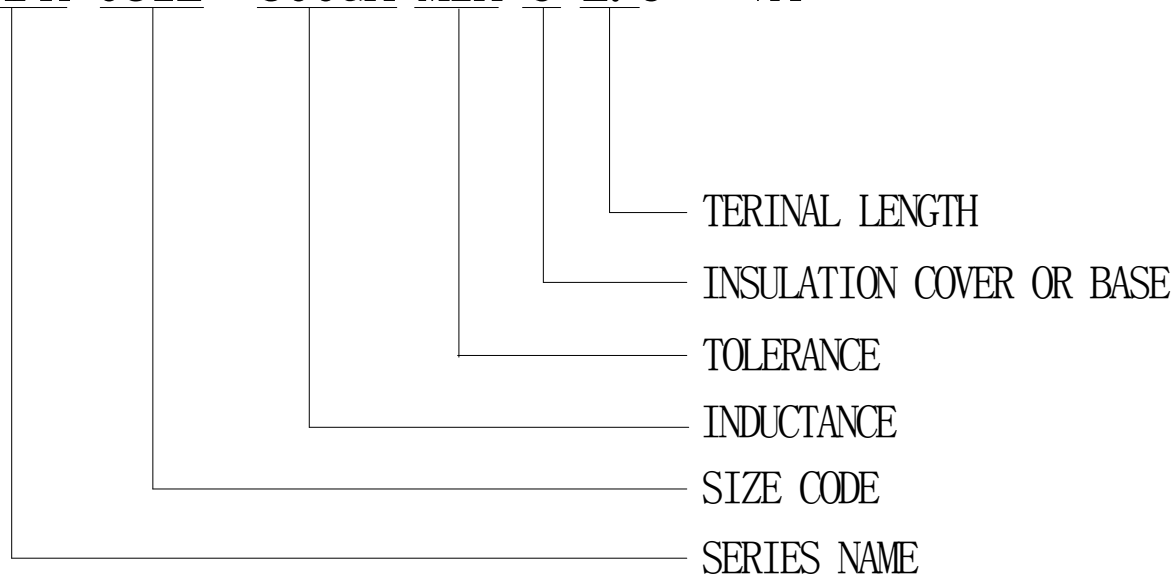 TERINAL LENGTH
INSULATION COVER OR BASE
TOLERANCE
INDUCTANCE
SIZE CODE
SERIES NAME